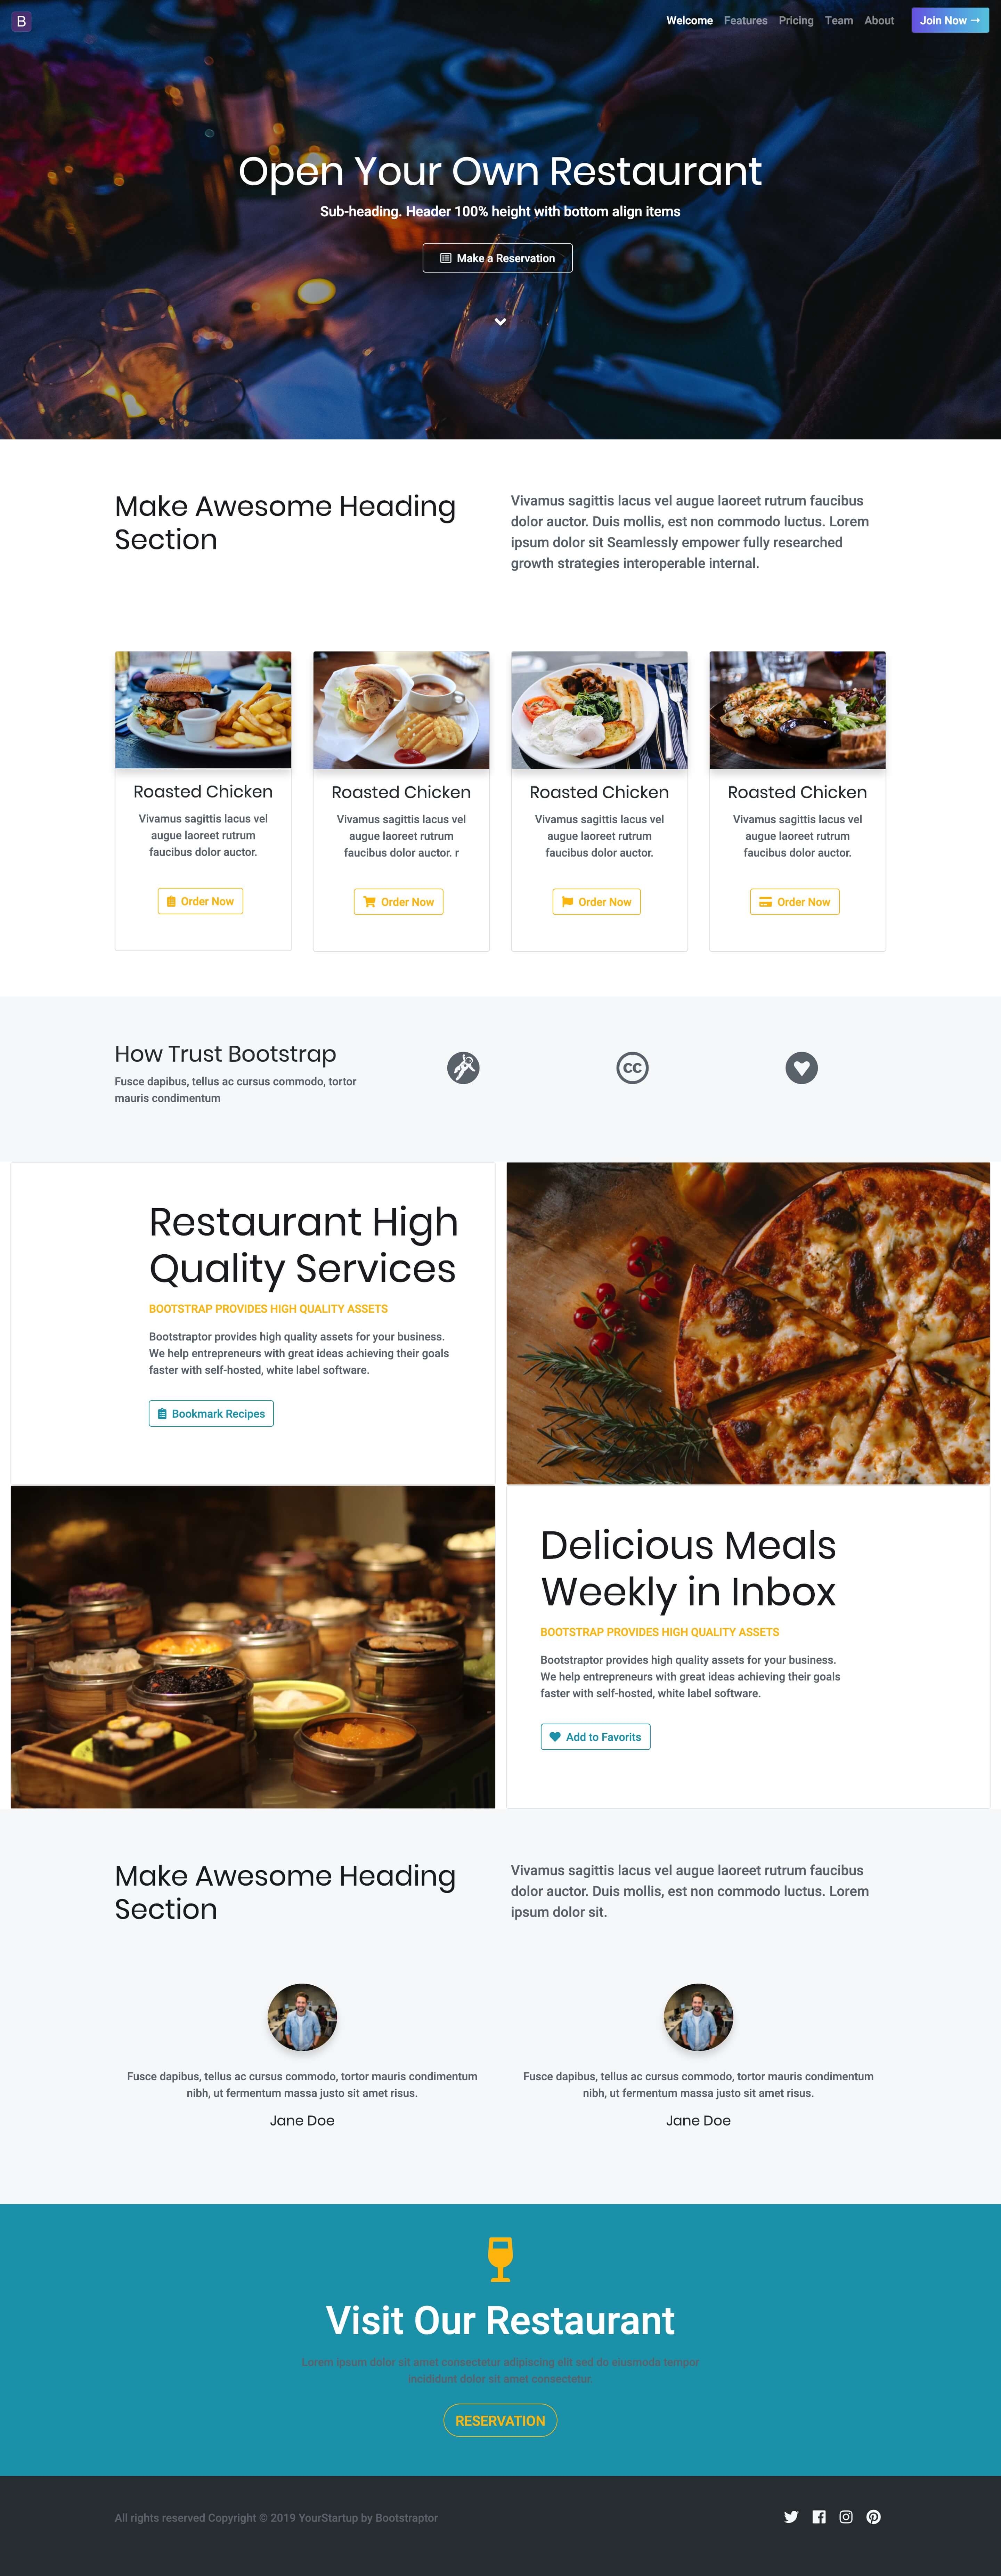 B
Welcome Features Pricing Team About Join Now →
Open Your Own Restaurant
Sub-heading. Header 100% height with bottom align items
Make a Reservation
Make Awesome Heading
Section
Vivamus sagittis lacus vel augue laoreet rutrum faucibus
dolor auctor. Duis mollis, est non commodo luctus. Lorem
ipsum dolor sit Seamlessly empower fully researched
growth strategies interoperable internal.
Roasted Chicken
Vivamus sagittis lacus vel
augue laoreet rutrum
faucibus dolor auctor.
Order Now
Roasted Chicken
Vivamus sagittis lacus vel
augue laoreet rutrum
faucibus dolor auctor. r
Order Now
Roasted Chicken
Vivamus sagittis lacus vel
augue laoreet rutrum
faucibus dolor auctor.
Order Now
Roasted Chicken
Vivamus sagittis lacus vel
augue laoreet rutrum
faucibus dolor auctor.
Order Now
How Trust Bootstrap
Fusce dapibus, tellus ac cursus commodo, tortor
mauris condimentum
cc
Restaurant High
Quality Services
BOOTSTRAP PROVIDES HIGH QUALITY ASSETS
Bootstraptor provides high quality assets for your business.
We help entrepreneurs with great ideas achieving their goals
faster with self-hosted, white label software.
Bookmark Recipes
Delicious Meals
Weekly in Inbox
BOOTSTRAP PROVIDES HIGH QUALITY ASSETS
Bootstraptor provides high quality assets for your business.
We help entrepreneurs with great ideas achieving their goals
faster with self-hosted, white label software.
Add to Favorits
Make Awesome Heading
Section
Vivamus sagittis lacus vel augue laoreet rutrum faucibus
dolor auctor. Duis mollis, est non commodo luctus. Lorem
ipsum dolor sit.
Fusce dapibus, tellus ac cursus commodo, tortor mauris condimentum
nibh, ut fermentum massa justo sit amet risus.
Jane Doe
Fusce dapibus, tellus ac cursus commodo, tortor mauris condimentum
nibh, ut fermentum massa justo sit amet risus.
Jane Doe
Visit Our Restaurant
Lorem ipsum dolor sit amet consectetur adipiscing elit sed do eiusmoda tempor
incididunt dolor sit amet consectetur.
RESERVATION
All rights reserved Copyright © 2019 YourStartup by Bootstraptor